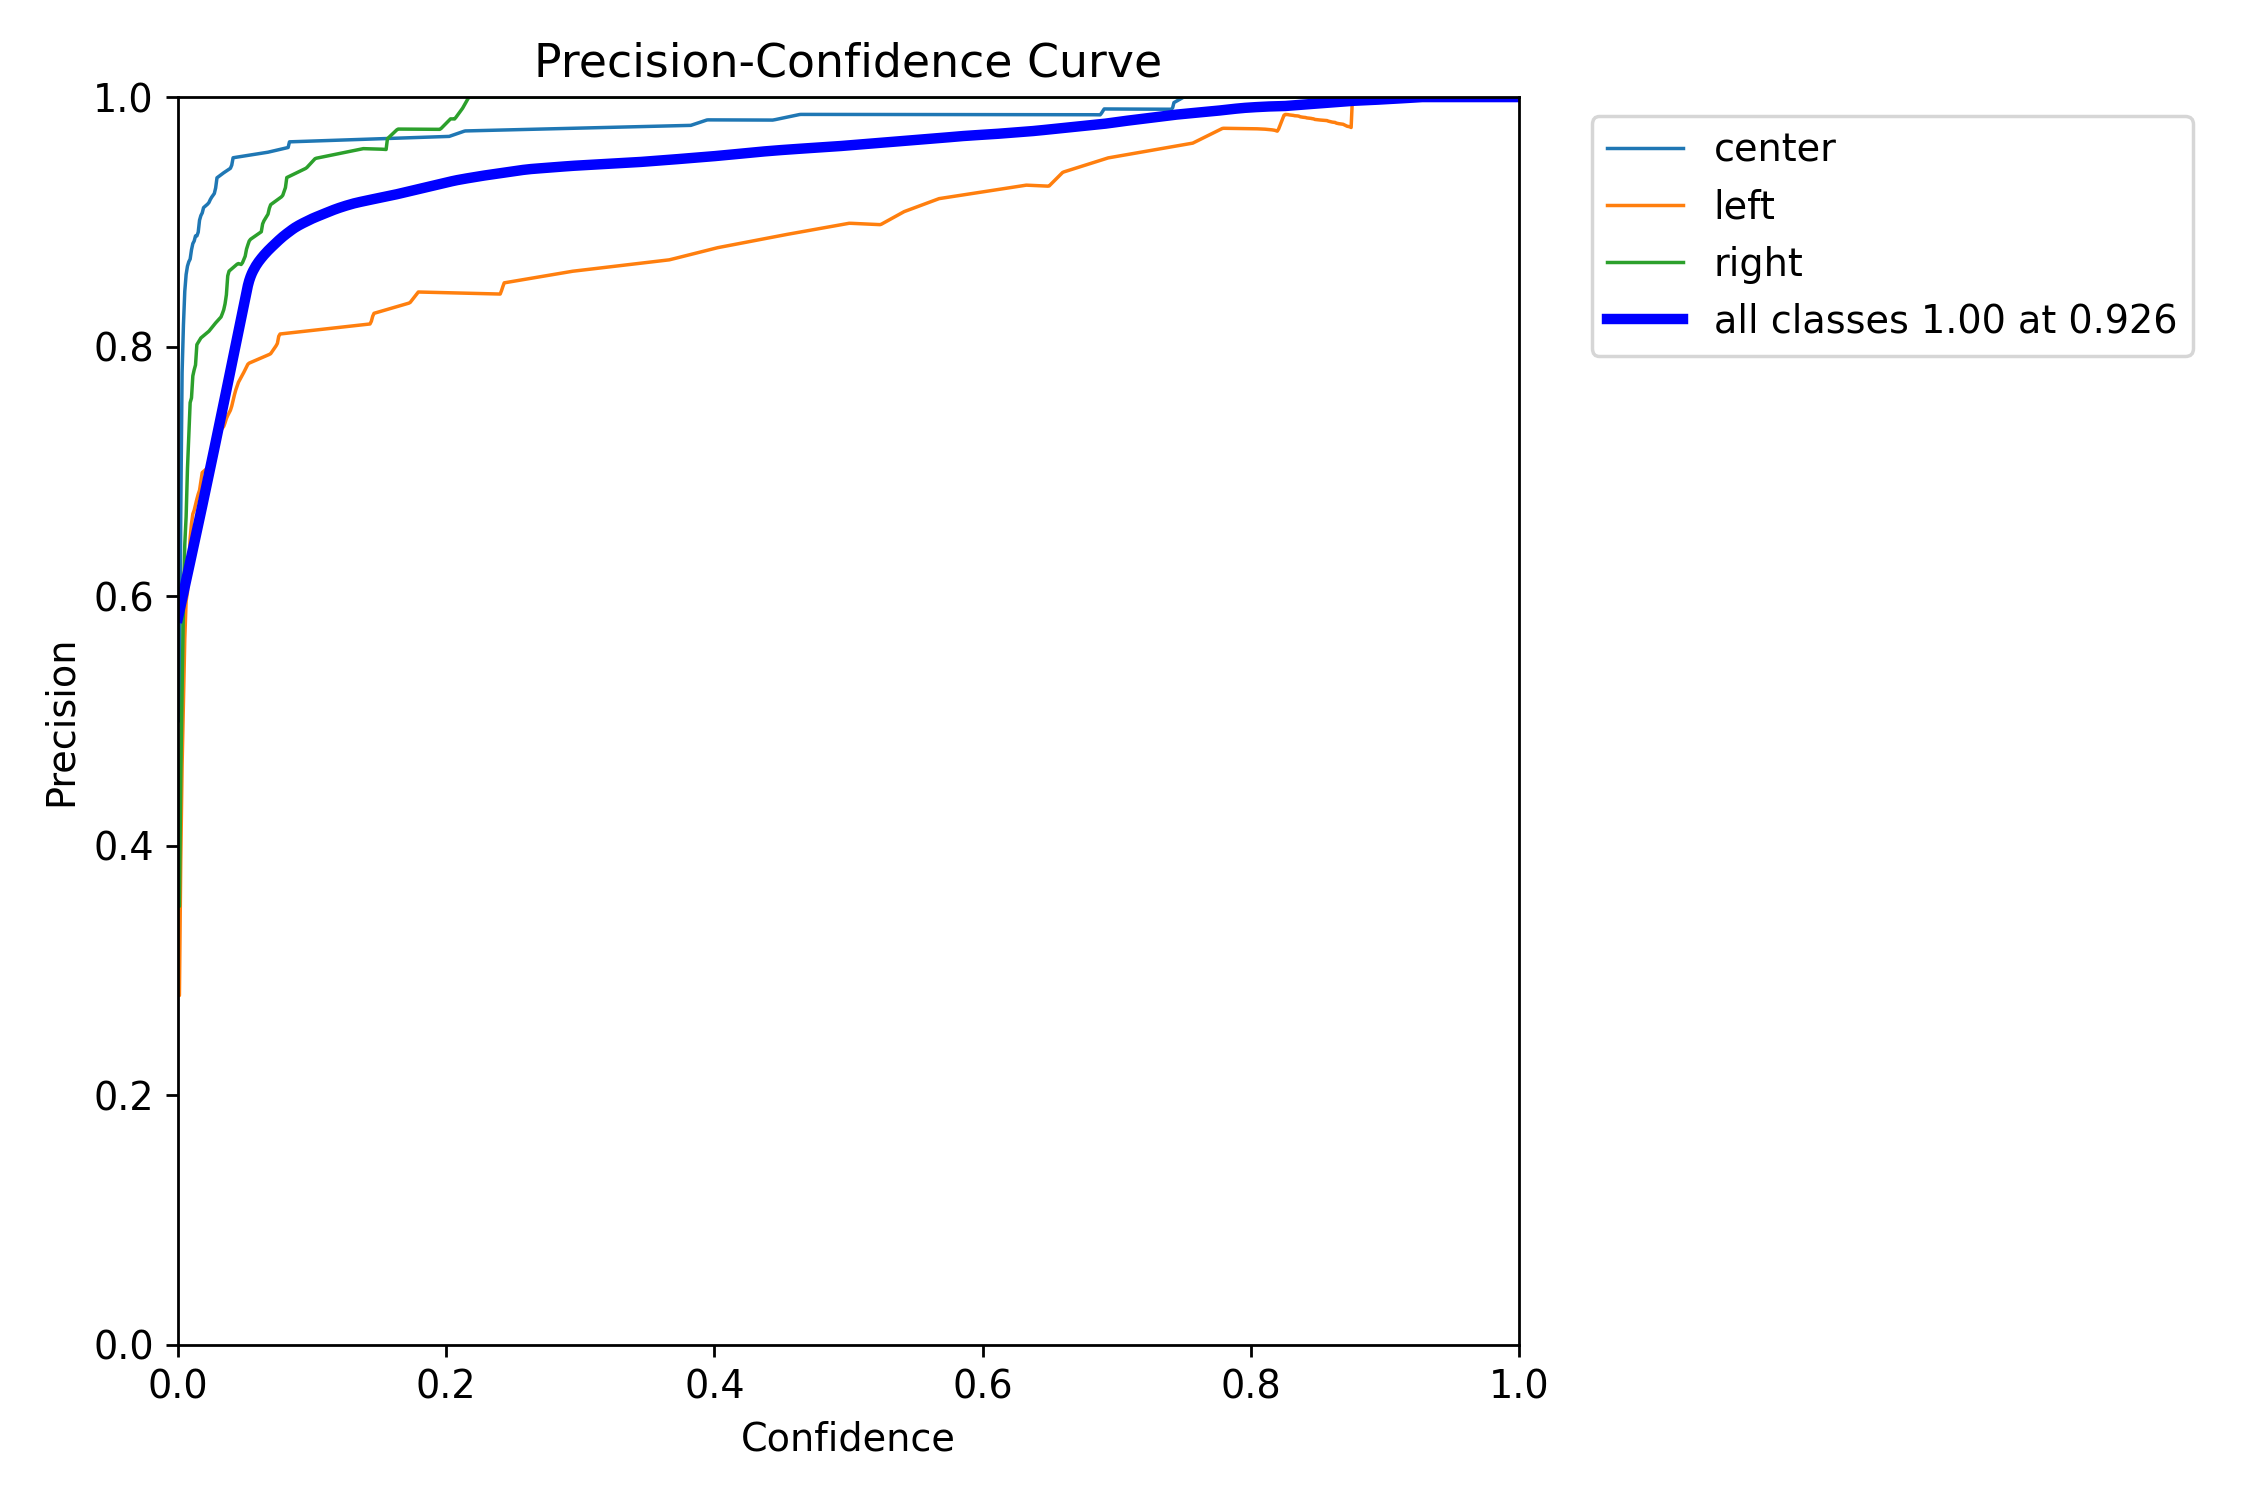 Precision-Confidence Curve
1.0
0.8
0.6
0.4
0.2
0.0
Precision
0.0 0.2 0.4 0.6 0.8 1.0
Confidence
center
left
right
all classes 1.00 at 0.926